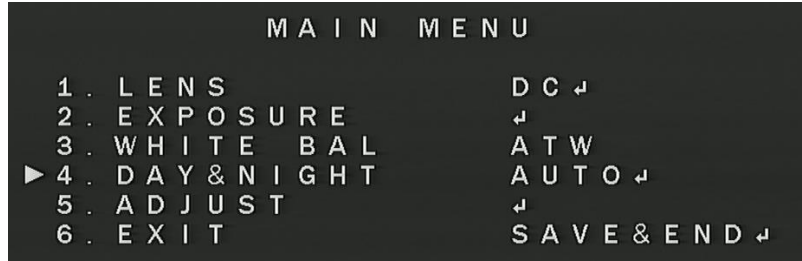 MAIN MENU
1. LENS DC↵
2. EXPOSURE ↵
3. WHITE BAL ATW
▶4. DAY&NIGHT AUTO↵
5. ADJUST ↵
6. EXIT SAVE&END↵